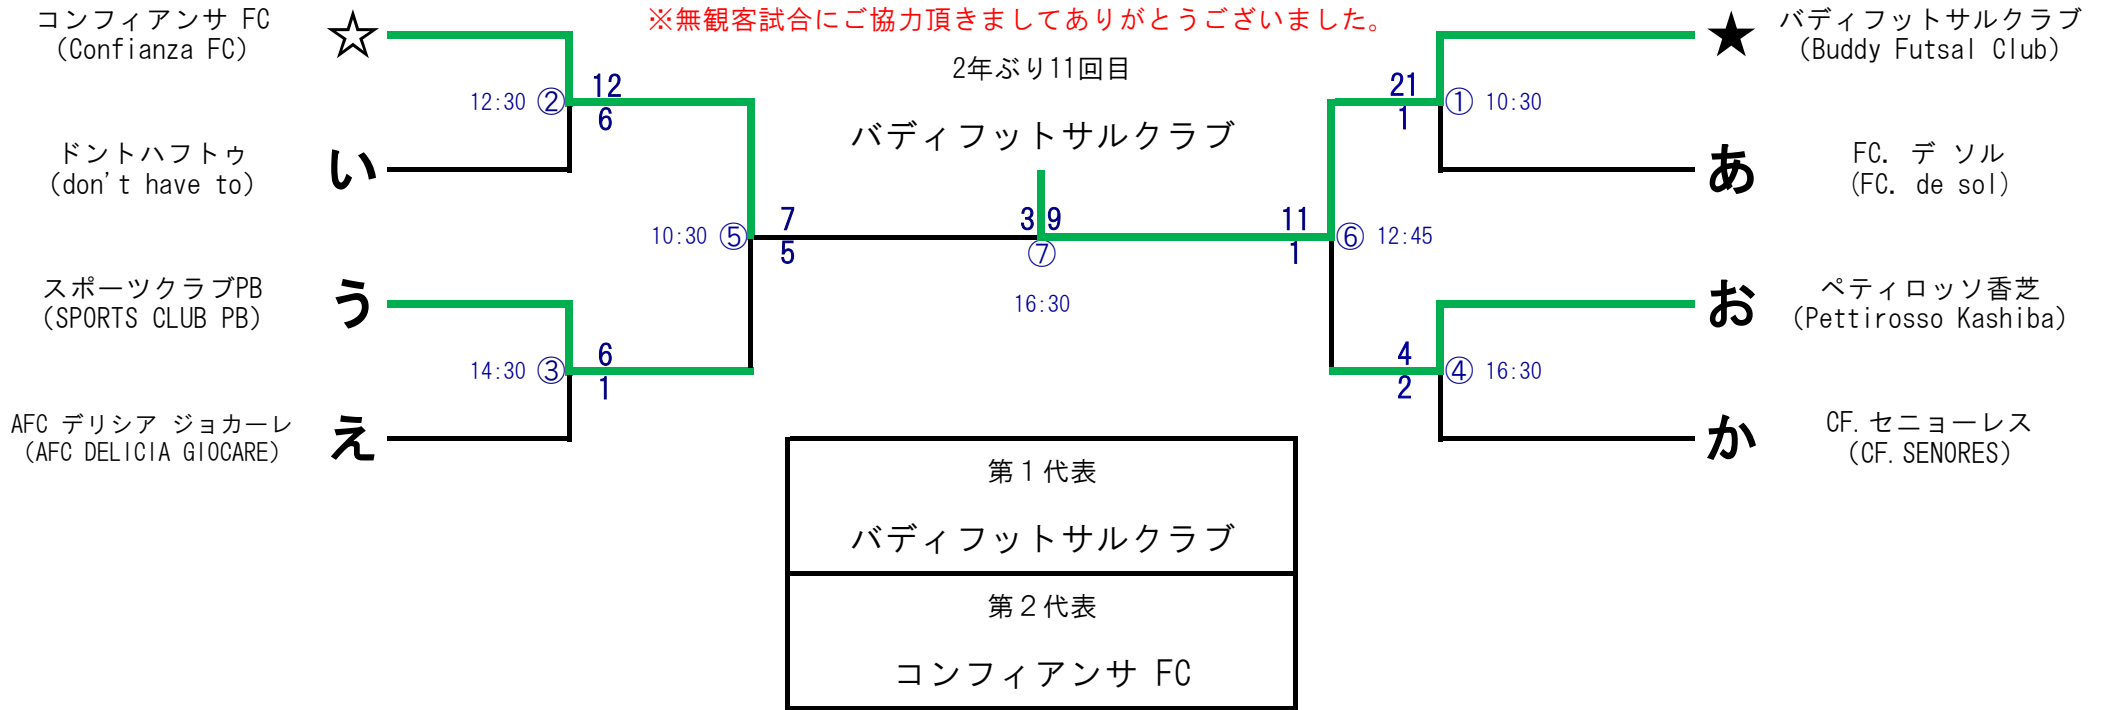 ※無観客試合にご協力頂きましてありがとうございました。
2年ぶり11回目
バディフットサルクラブ
コンフィアンサ FC
(Confianza FC)
☆
12:30 ②
12
6
ドントハフトゥ
(don't have to)
い
10:30 ⑤
7
5
スポーツクラブPB
(SPORTS CLUB PB)
う
14:30 ③
6
1
AFC デリシア ジョカーレ
(AFC DELICIA GIOCARE)
え
3 9
⑦
16:30
バディフットサルクラブ
(Buddy Futsal Club)
★
21
1
① 10:30
FC. デ ソル
(FC. de sol)
あ
11
1
⑥ 12:45
ペティロッソ香芝
(Pettirosso Kashiba)
お
4
2
④ 16:30
CF.セニョーレス
(CF.SENORES)
か
第１代表
バディフットサルクラブ
第２代表
コンフィアンサ FC